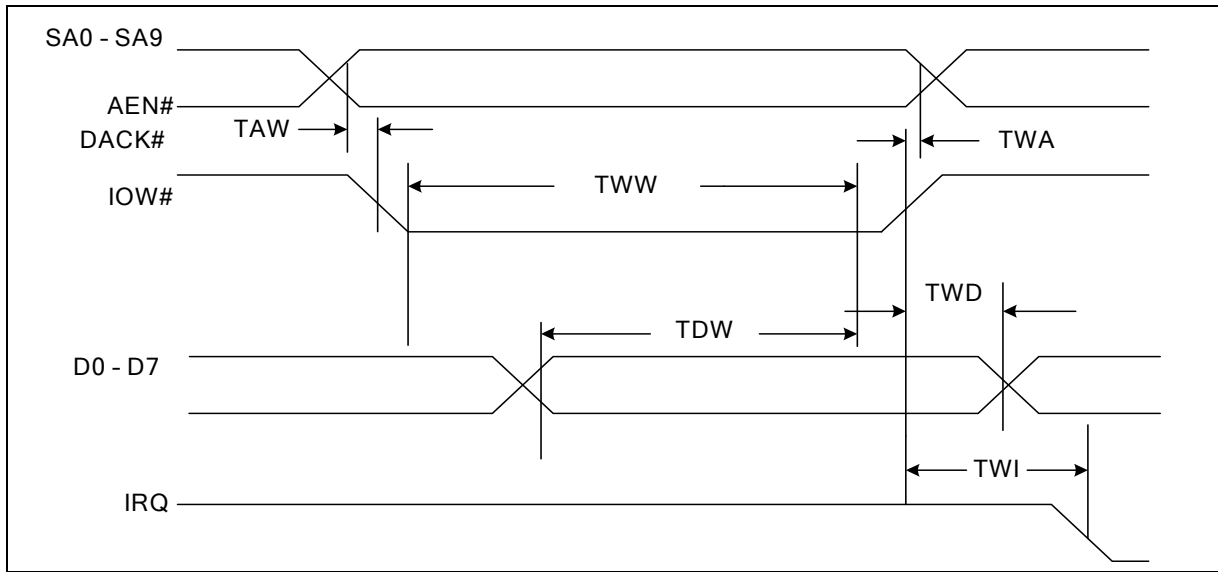 SA0 - SA9
AEN#
TAW
DACK#
TWA
TWW
IOW#
TWD
TDW
D0 - D7
TWI
IRQ